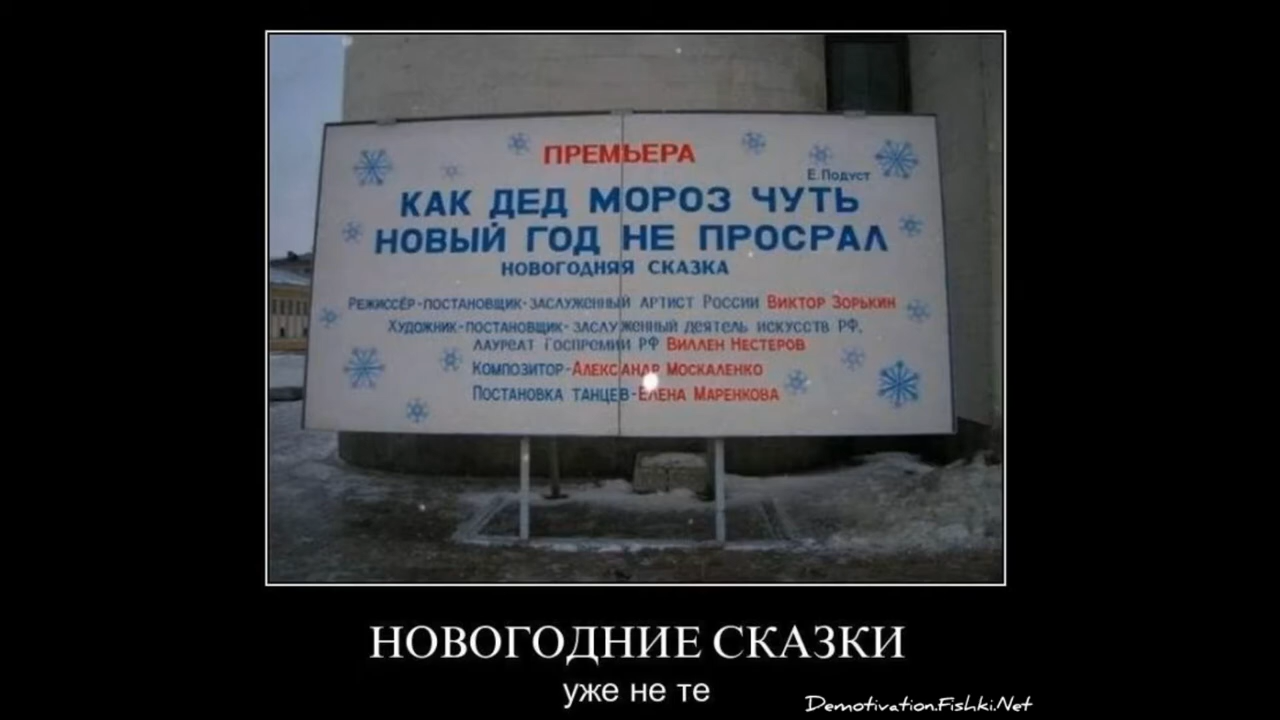 ПРЕМЬЕРА
Е. Подуст
КАК ДЕД МОРОЗ ЧУТЬ
НОВЫЙ ГОД НЕ ПРОСРАЛ
НОВОГОДНЯЯ СКАЗКА
РЕЖИССЁР-ПОСТАНОВЩИК-ЗАСЛУЖЕННЫЙ АРТИСТ РОССИИ ВИКТОР ЗОРЬКИН
ХУДОЖНИК-ПОСТАНОВЩИК-ЗАСЛУЖЕННЫЙ ДЕЯТЕЛЬ ИСКУССТВ РФ,
ЛАУРЕАТ ГОСПРЕМИИ РФ ВИЛЛЕН НЕСТЕРОВ
КОМПОЗИТОР-АЛЕКСАНДР МОСКАЛЕНКО
ПОСТАНОВКА ТАНЦЕВ-ЕЛЕНА МАРЕНКОВА
НОВОГОДНИЕ СКАЗКИ
уже не те
Demotivation.Fishki.Net